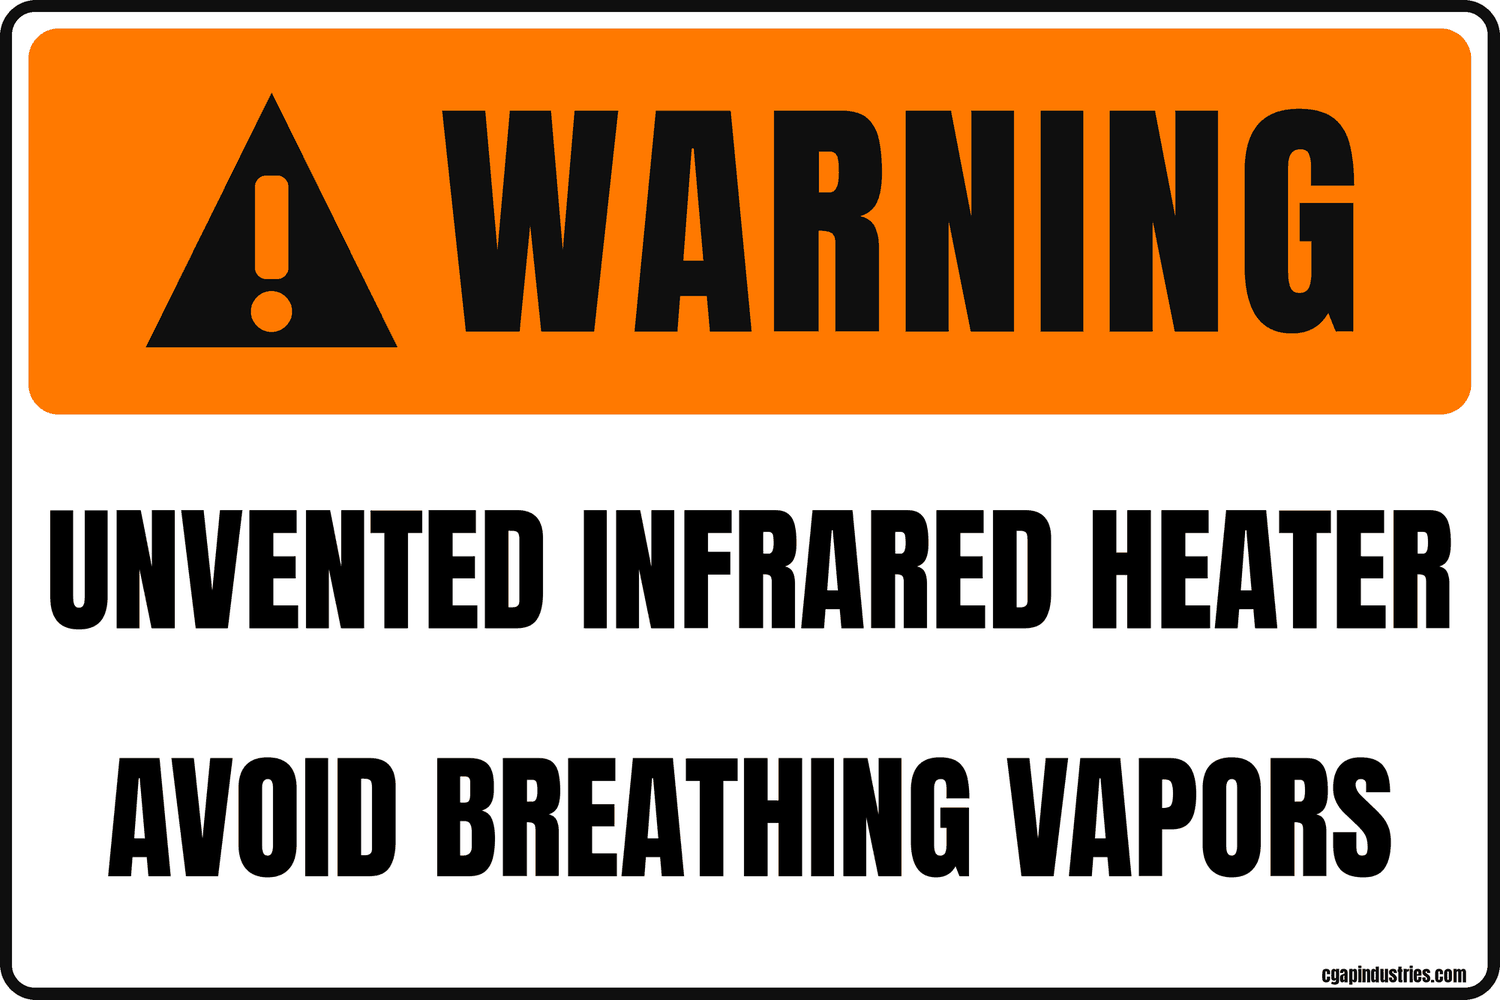 WARNING
UNVENTED INFRARED HEATER
AVOID BREATHING VAPORS
cgapindustries.com